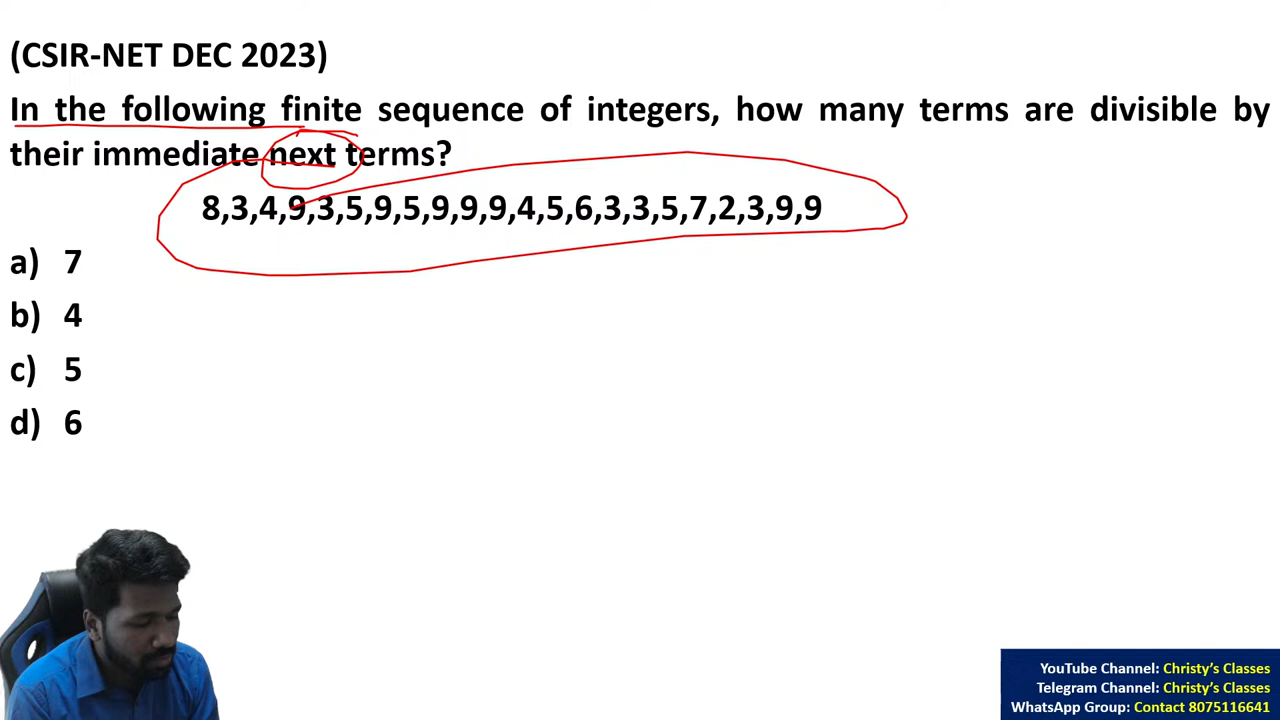 (CSIR-NET DEC 2023)
In the following finite sequence of integers, how many terms are divisible by
their immediate next terms?
8,3,4,9,3,5,9,5,9,9,9,4,5,6,3,3,5,7,2,3,9,9
a) 7
b) 4
c) 5
d) 6
YouTube Channel: Christy's Classes
Telegram Channel: Christy's Classes
WhatsApp Group: Contact 8075116641